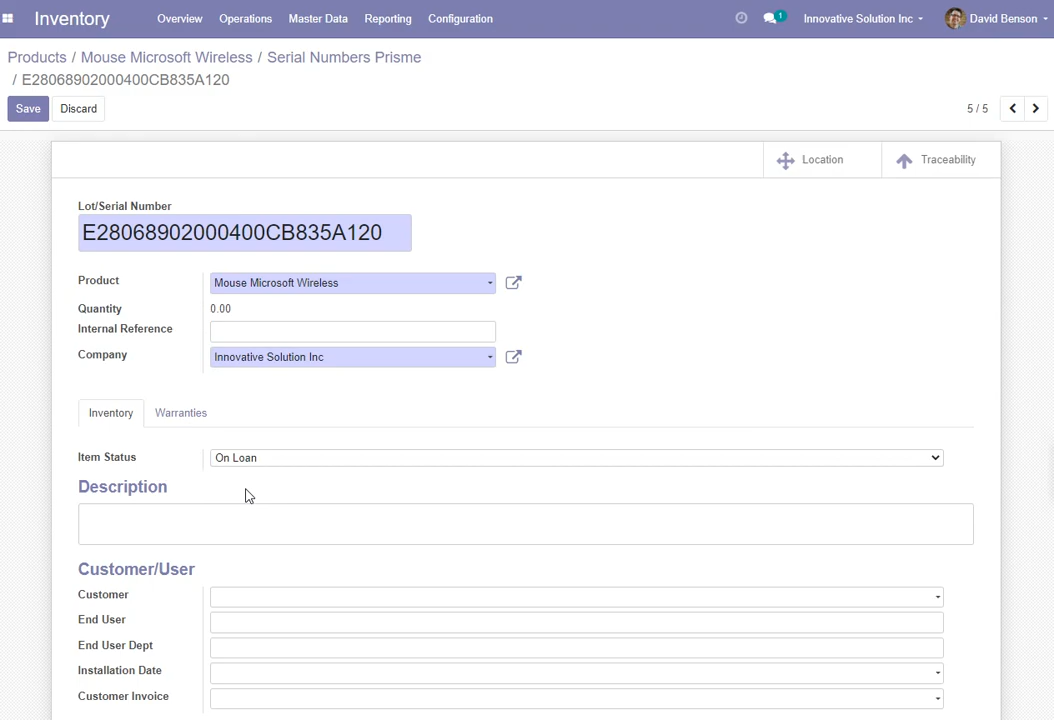 Inventory Overview Operations Master Data Reporting Configuration 1 Innovative Solution Inc David Benson
Products / Mouse Microsoft Wireless / Serial Numbers Prisme
/ E28068902000400CB835A120
Save Discard 5 / 5
Location Traceability
Lot/Serial Number
E28068902000400CB835A120
Product Mouse Microsoft Wireless
Quantity 0.00
Internal Reference
Company Innovative Solution Inc
Inventory Warranties
Item Status On Loan
Description
Customer/User
Customer
End User
End User Dept
Installation Date
Customer Invoice